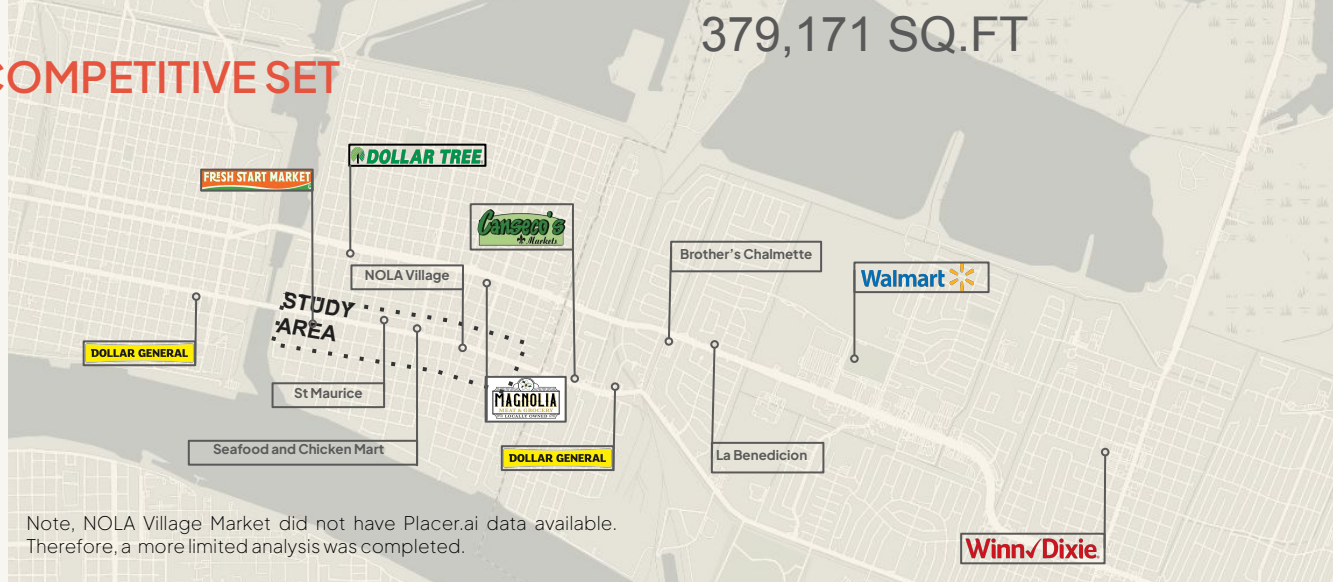 379,171 SQ.FT
COMPETITIVE SET
DOLLAR TREE
FRESH START MARKET
Canseco's
Markets
Brother's Chalmette
NOLA Village
Walmart
STUDY
AREA
DOLLAR GENERAL
St Maurice
MAGNOLIA
MEAT & GROCERY
LOCALLY OWNED
Seafood and Chicken Mart
DOLLAR GENERAL
La Benedicion
Note, NOLA Village Market did not have Placer.ai data available.
Therefore, a more limited analysis was completed.
Winn✓Dixie